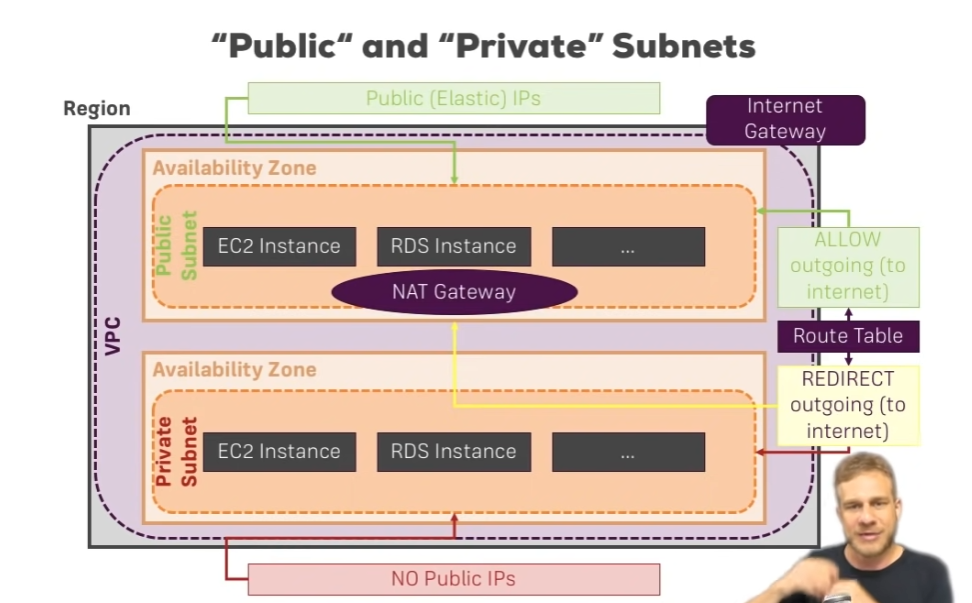 “Public“ and “Private” Subnets
Region
Public (Elastic) IPs
Internet
Gateway
VPC
Availability Zone
Public
Subnet
EC2 Instance
RDS Instance
...
NAT Gateway
ALLOW
outgoing (to
internet)
Route Table
REDIRECT
outgoing (to
internet)
Availability Zone
Private
Subnet
EC2 Instance
RDS Instance
...
NO Public IPs